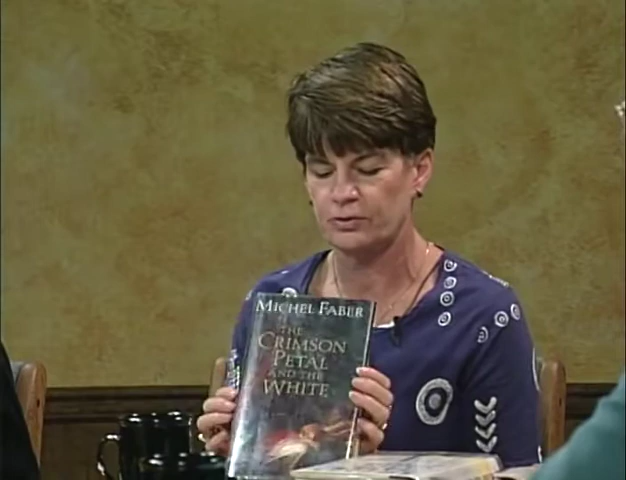 MICHEL FABER
THE
CRIMSON
PETAL
AND THE
WHITE